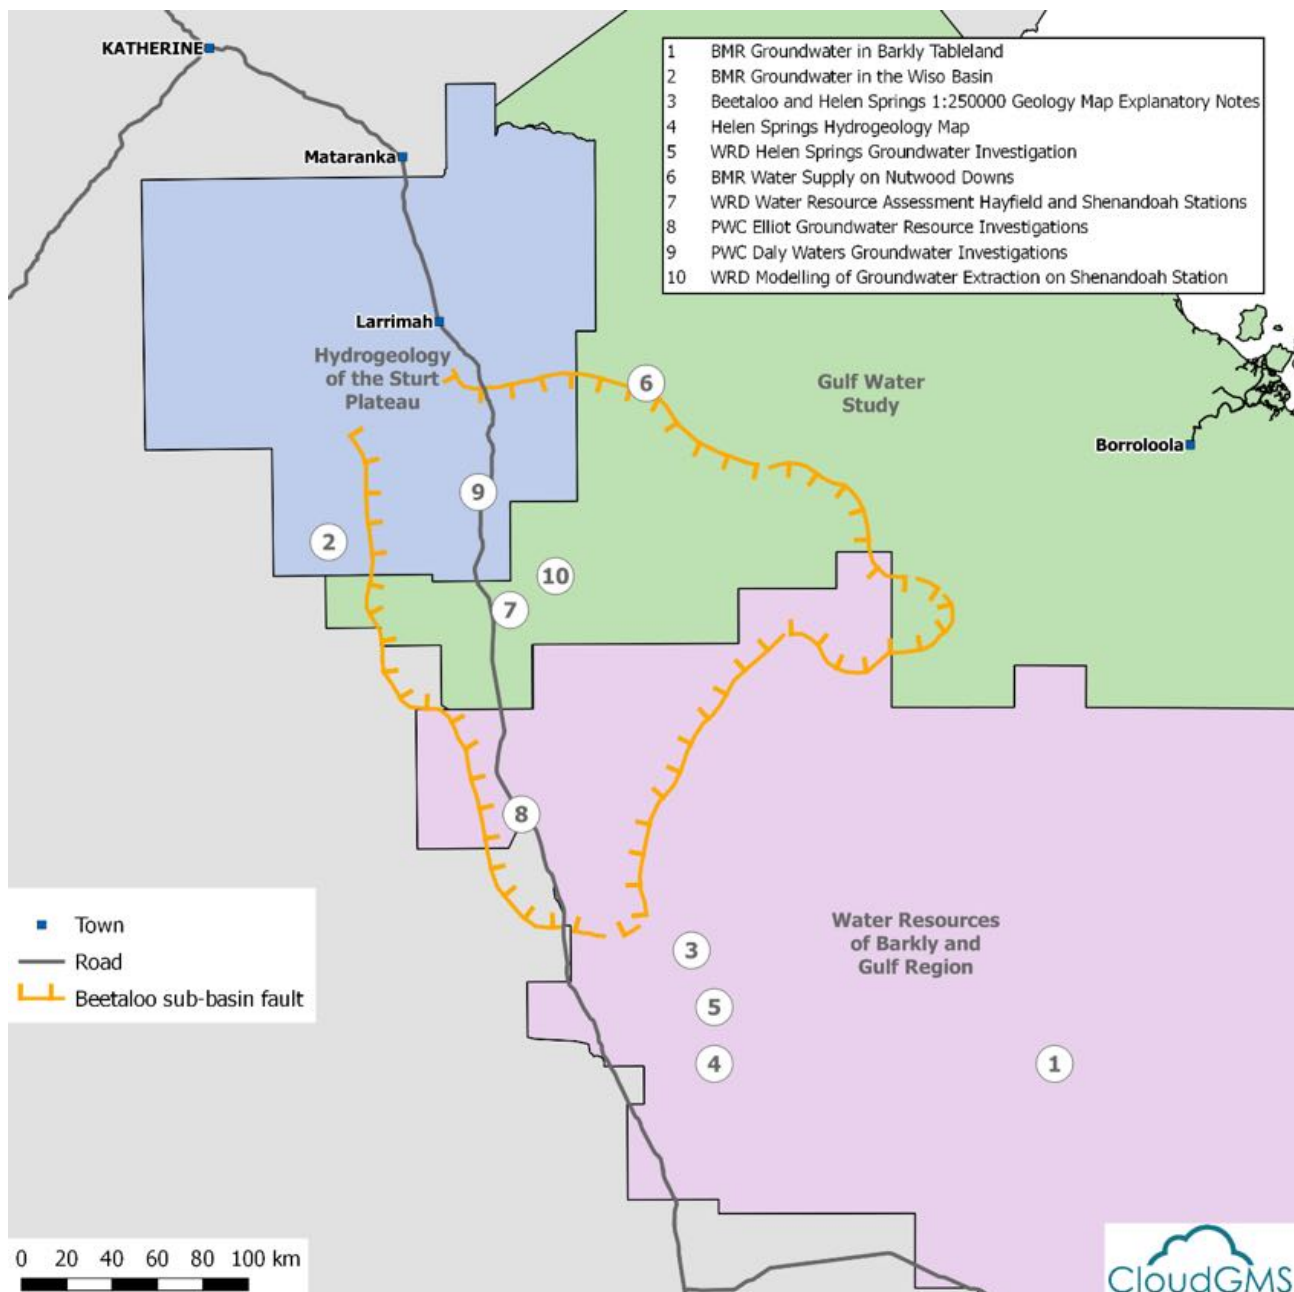 KATHERINE
1 BMR Groundwater in Barkly Tableland
2 BMR Groundwater in the Wiso Basin
3 Beetaloo and Helen Springs 1:250000 Geology Map Explanatory Notes
4 Helen Springs Hydrogeology Map
5 WRD Helen Springs Groundwater Investigation
6 BMR Water Supply on Nutwood Downs
7 WRD Water Resource Assessment Hayfield and Shenandoah Stations
8 PWC Elliot Groundwater Resource Investigations
9 PWC Daly Waters Groundwater Investigations
10 WRD Modelling of Groundwater Extraction on Shenandoah Station
Mataranka
Larrimah
Hydrogeology
of the Sturt
Plateau
6
Gulf Water
Study
Borroloola
9
2
10
7
8
Water Resources
of Barkly and
Gulf Region
3
5
4
1
Town
Road
Beetaloo sub-basin fault
0 20 40 60 80 100 km
CloudGMS